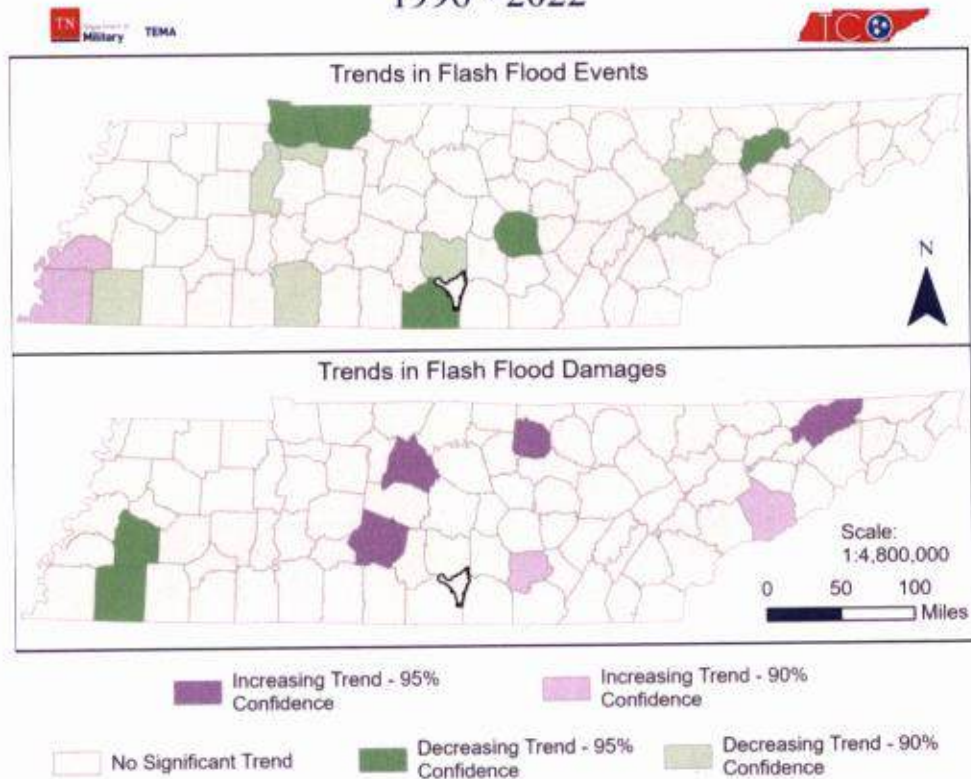 1996 - 2022
TN
Department of
Military
TEMA
TCO
Trends in Flash Flood Events
N
Trends in Flash Flood Damages
Scale:
1:4,800,000
0 50 100
Miles
Increasing Trend - 95%
Confidence
Increasing Trend - 90%
Confidence
No Significant Trend
Decreasing Trend - 95%
Confidence
Decreasing Trend - 90%
Confidence